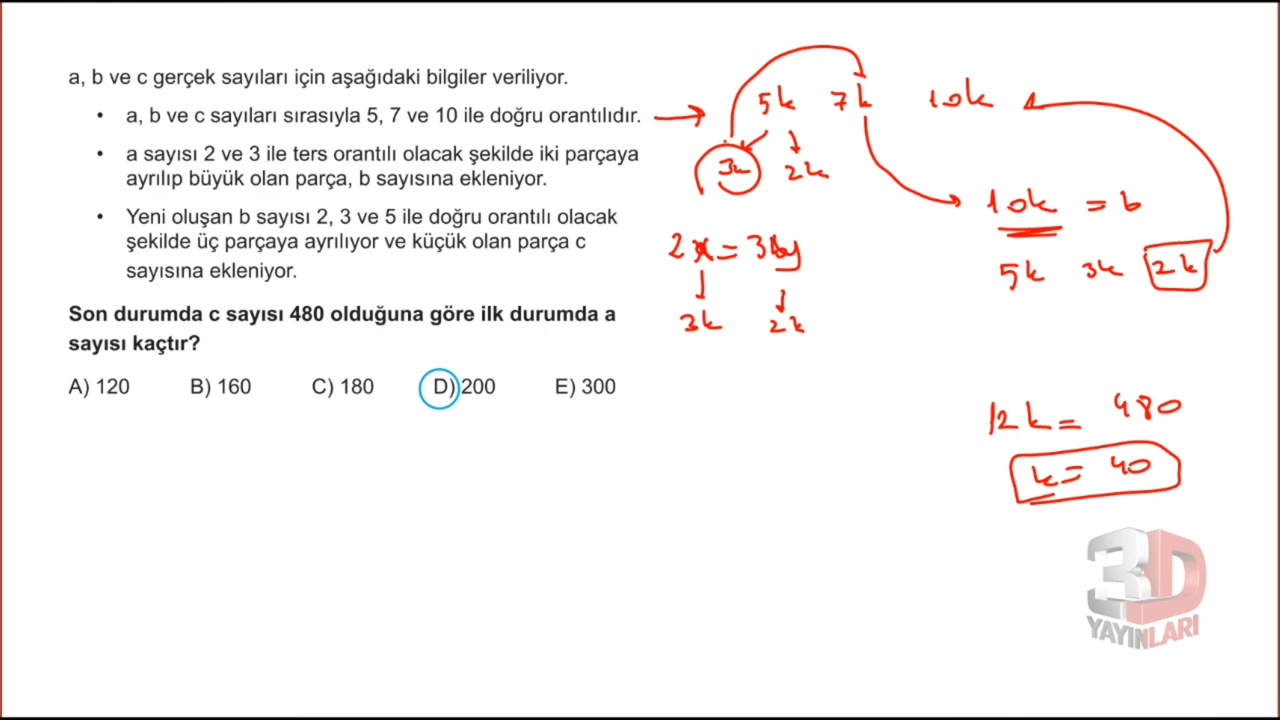 a, b ve c gerçek sayıları için aşağıdaki bilgiler veriliyor.
• a, b ve c sayıları sırasıyla 5, 7 ve 10 ile doğru orantılıdır.
• a sayısı 2 ve 3 ile ters orantılı olacak şekilde iki parçaya
ayrılıp büyük olan parça, b sayısına ekleniyor.
• Yeni oluşan b sayısı 2, 3 ve 5 ile doğru orantılı olacak
şekilde üç parçaya ayrılıyor ve küçük olan parça c
sayısına ekleniyor.
Son durumda c sayısı 480 olduğuna göre ilk durumda a
sayısı kaçtır?
A) 120 B) 160 C) 180 D) 200 E) 300
5k 7k 10k
3k 2k
10k = b
5k 3k 2k
2x = 3y
3k 2k
12k = 480
k = 40
3D
YAYINLARI